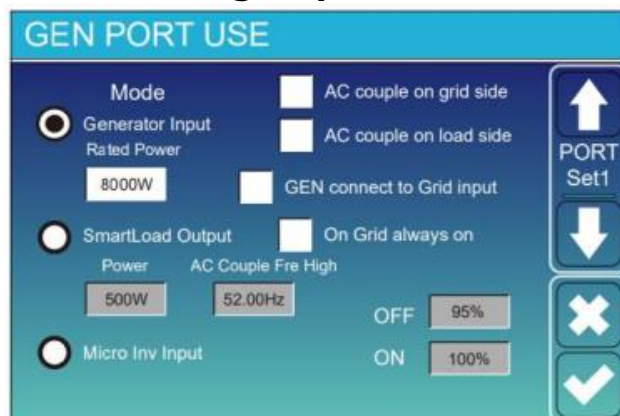 GEN PORT USE
Mode
AC couple on grid side
Generator Input
Rated Power
AC couple on load side
8000W
GEN connect to Grid input
PORT
Set1
SmartLoad Output
On Grid always on
Power
AC Couple Fre High
500W
52.00Hz
OFF
95%
Micro Inv Input
ON
100%